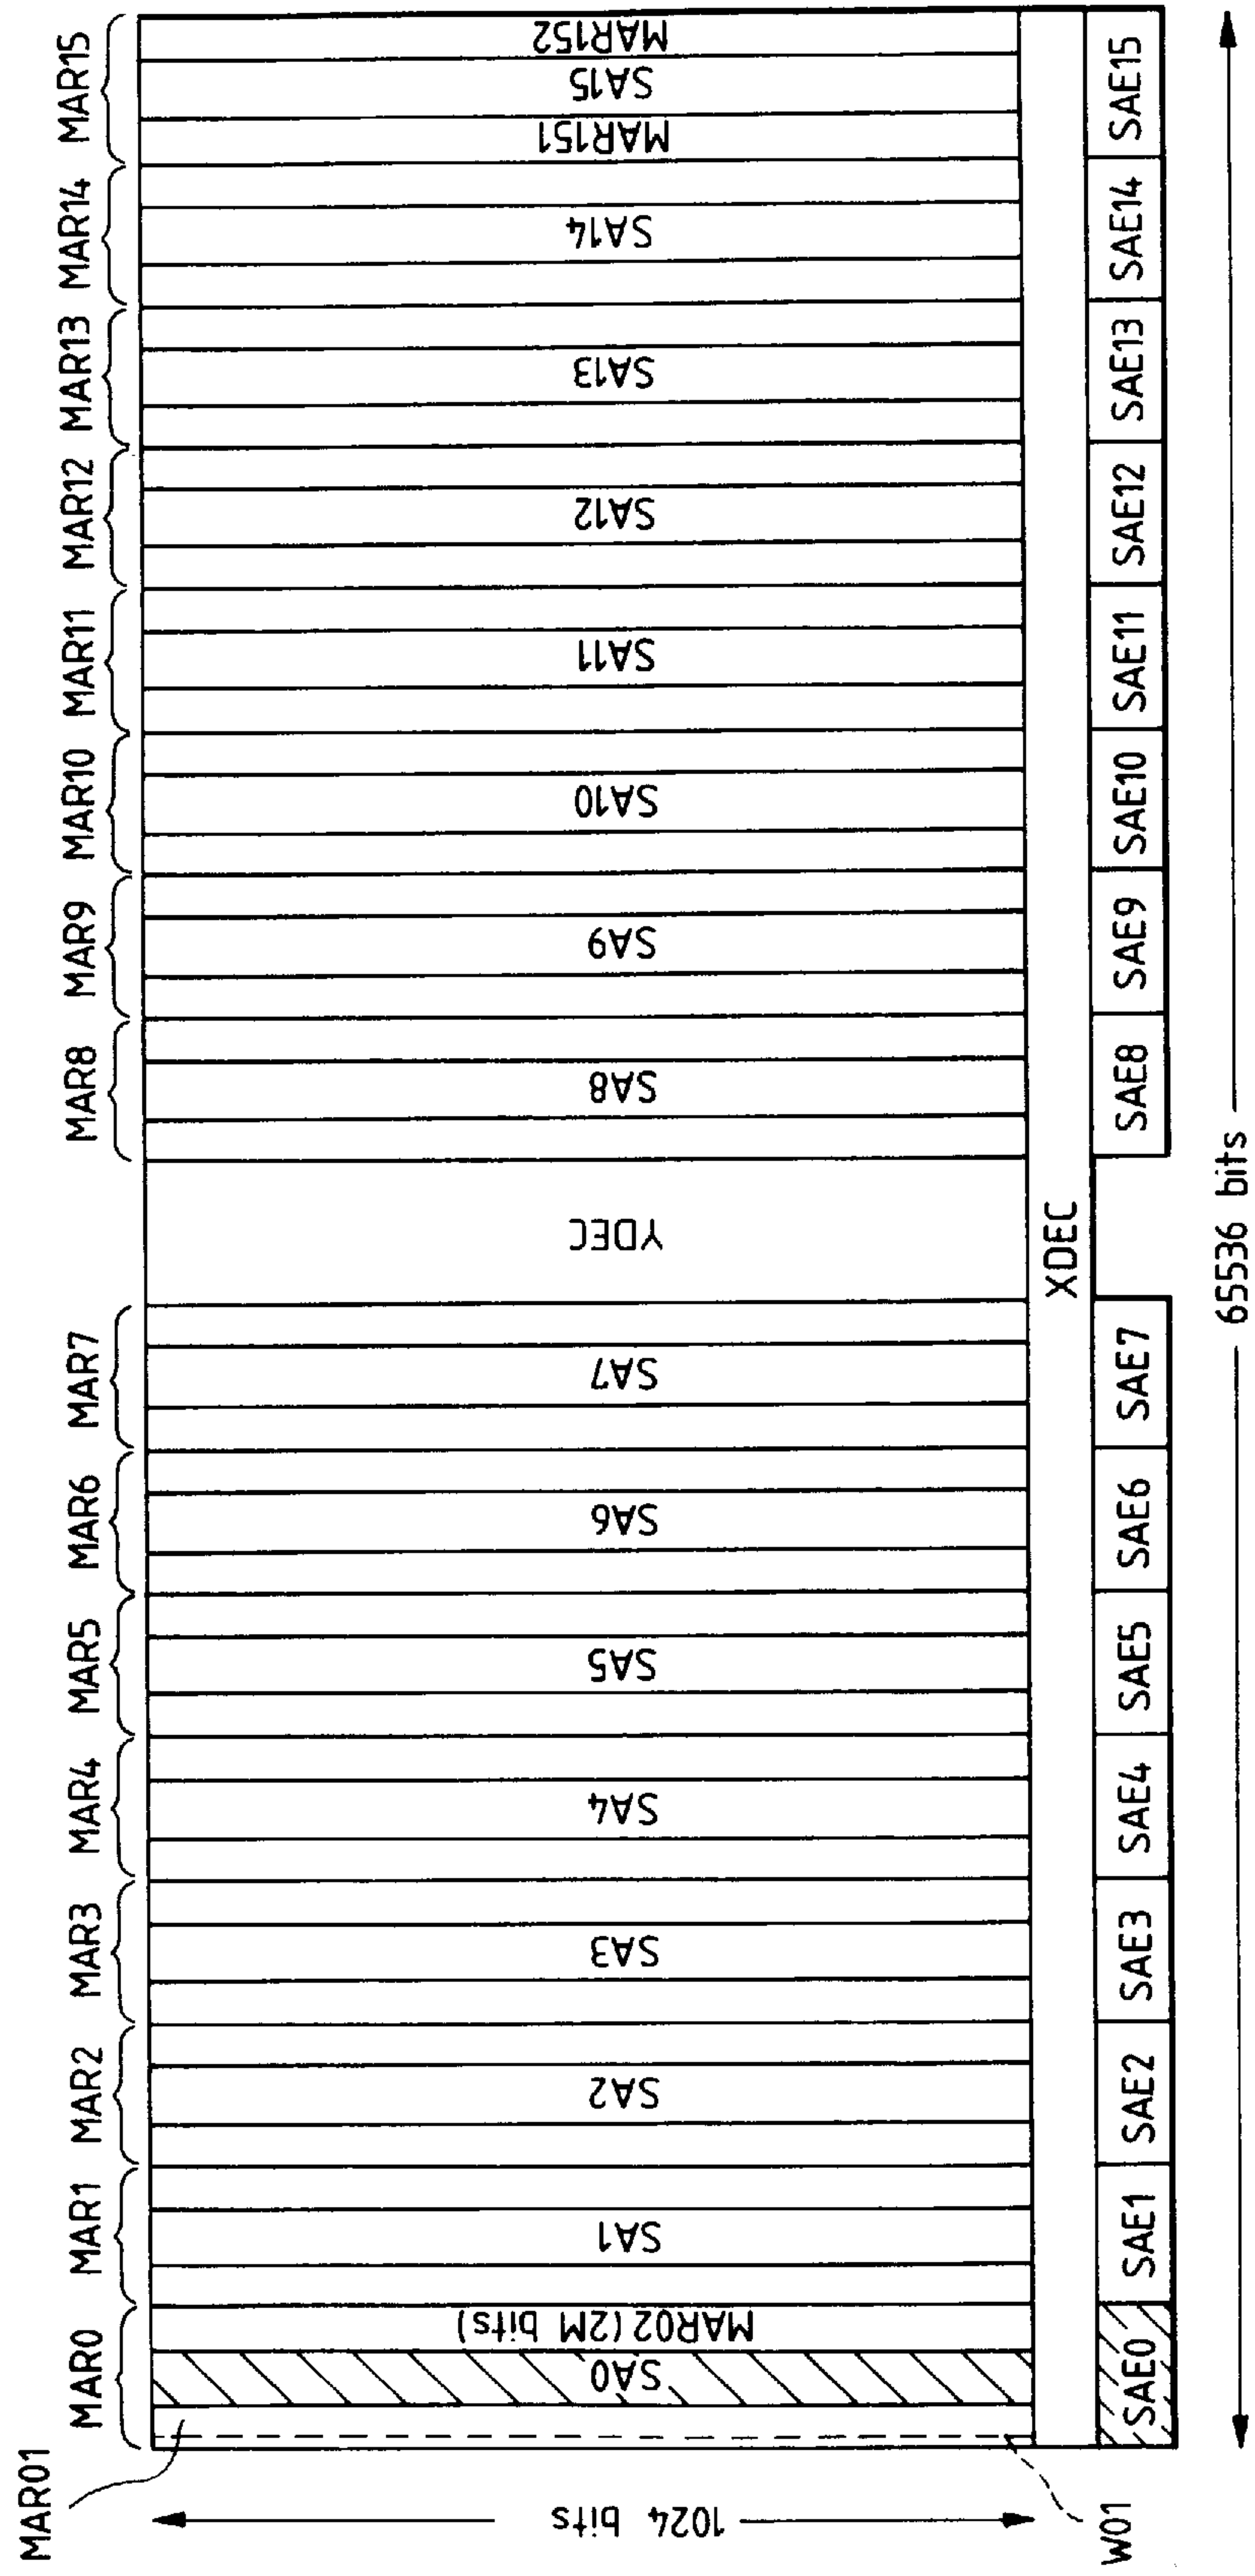 MAR01
MAR0
MAR1
MAR2
MAR3
MAR4
MAR5
MAR6
MAR7
MAR8
MAR9
MAR10
MAR11
MAR12
MAR13
MAR14
MAR15
1024 bits
SA0
MAR02 (2M bits)
SA1
SA2
SA3
SA4
SA5
SA6
SA7
YDEC
SA8
SA9
SA10
SA11
SA12
SA13
SA14
MAR151
SA15
MAR152
XDEC
W01
SAE0
SAE1
SAE2
SAE3
SAE4
SAE5
SAE6
SAE7
SAE8
SAE9
SAE10
SAE11
SAE12
SAE13
SAE14
SAE15
65536 bits